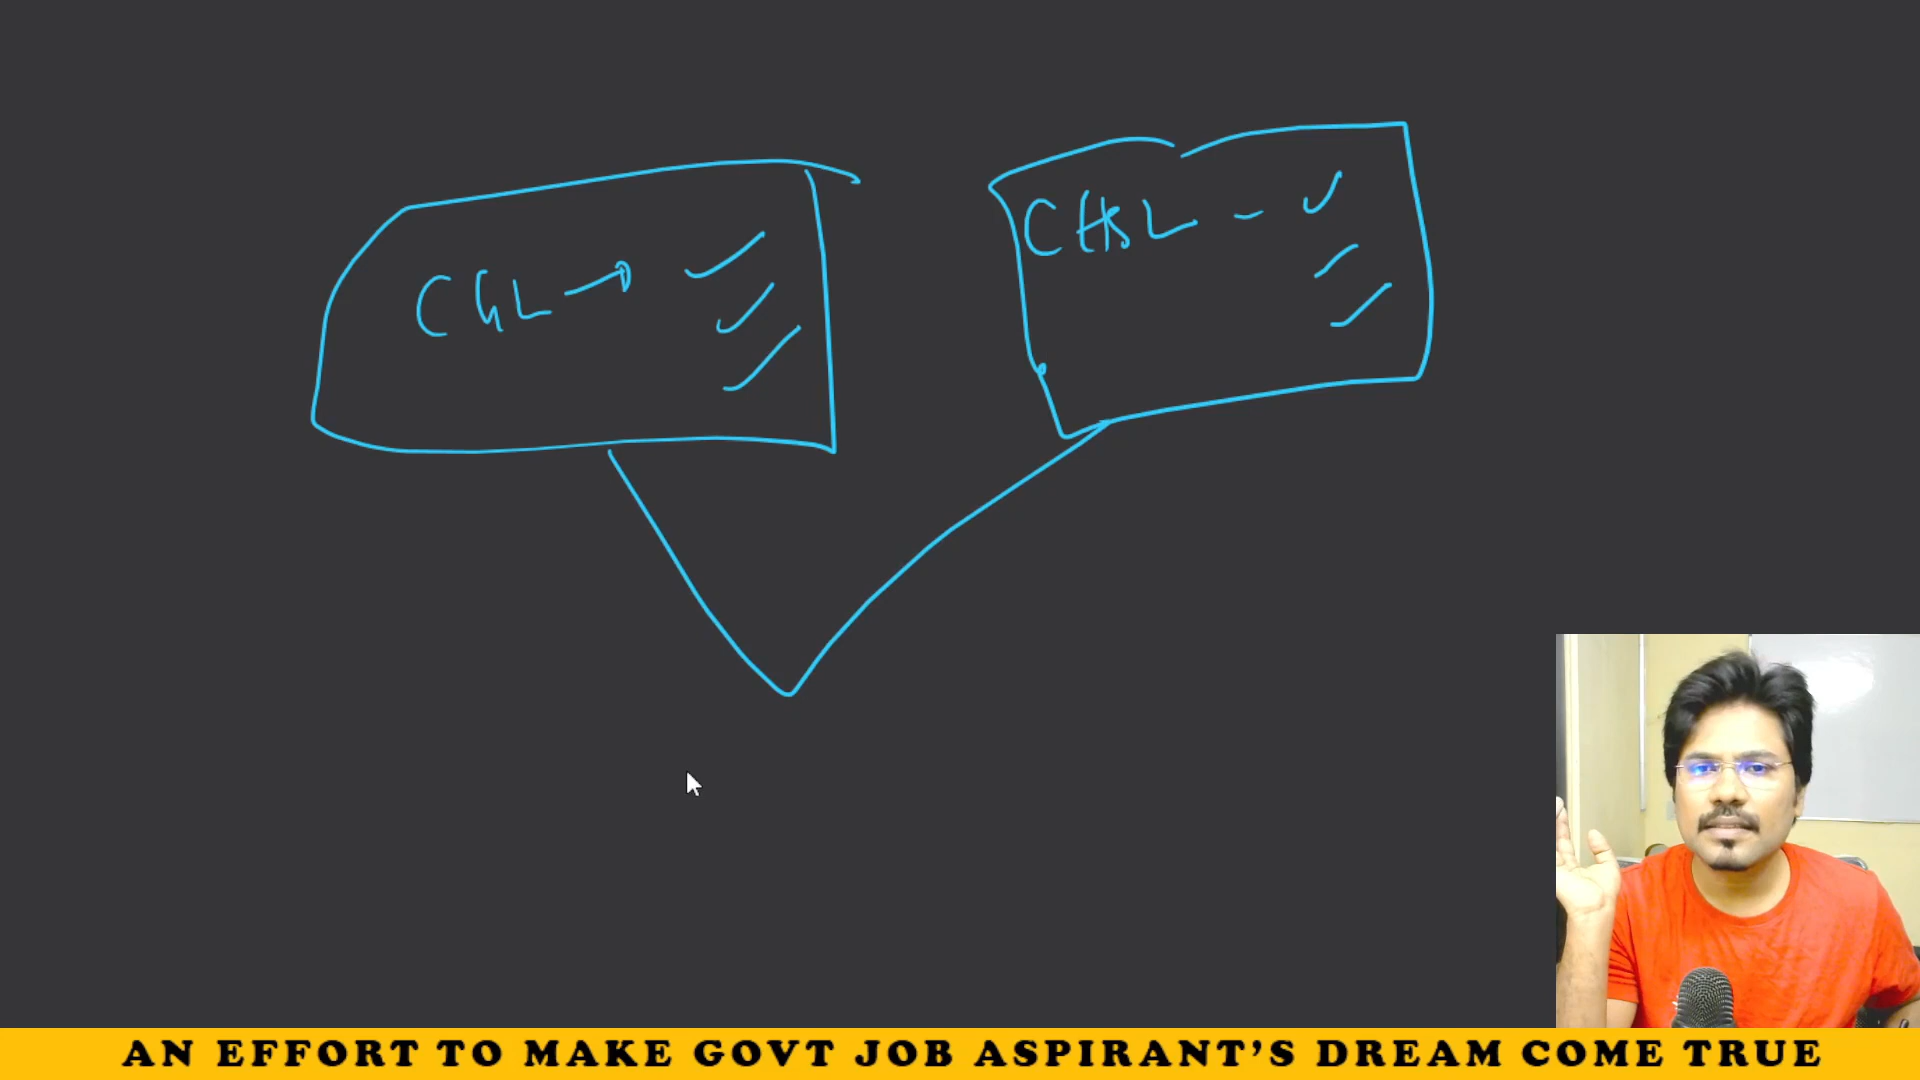 CGL →
CHSL -
AN EFFORT TO MAKE GOVT JOB ASPIRANT'S DREAM COME TRUE